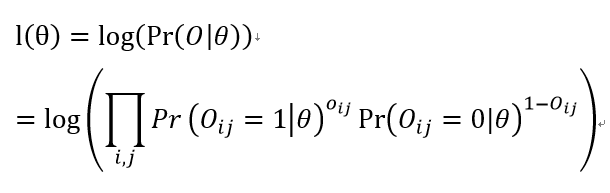 l(θ) = log(Pr(O|θ))↓
= log(∏_{i,j} Pr(O_{ij} = 1|θ)^{o_{ij}} Pr(O_{ij} = 0|θ)^{1−O_{ij}})↵